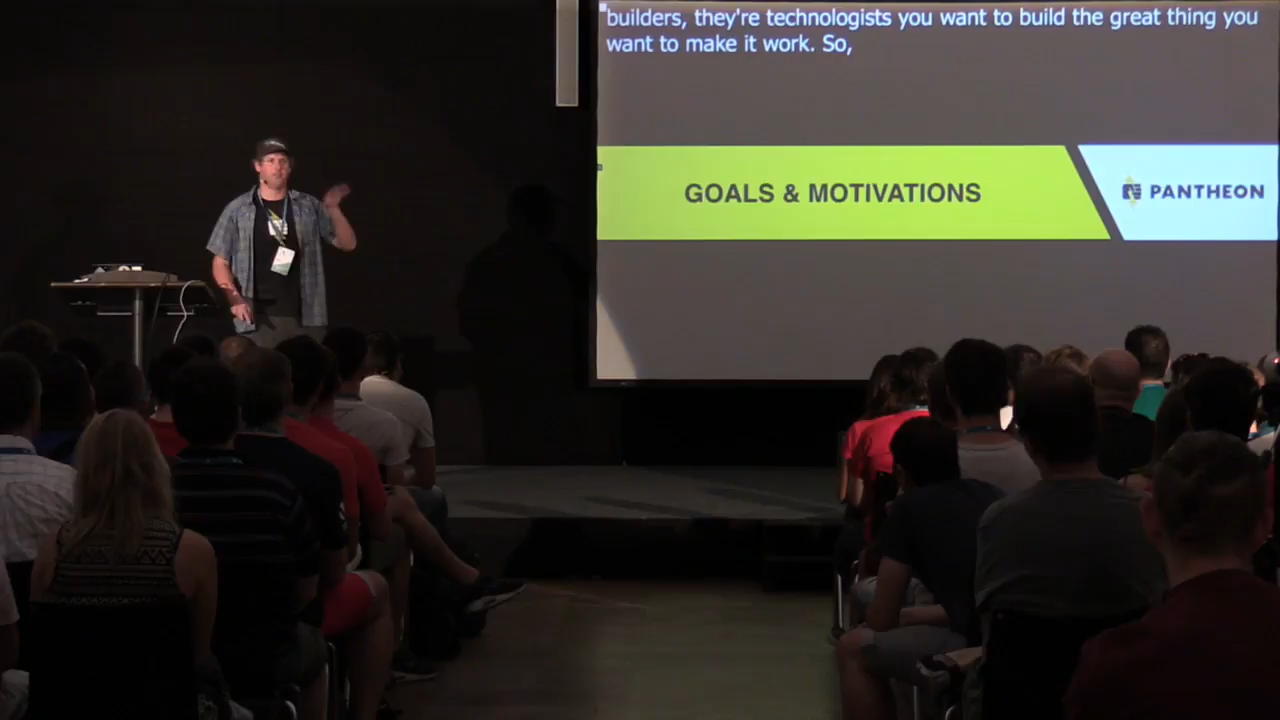 builders, they're technologists you want to build the great thing you
want to make it work. So,
GOALS & MOTIVATIONS
PANTHEON